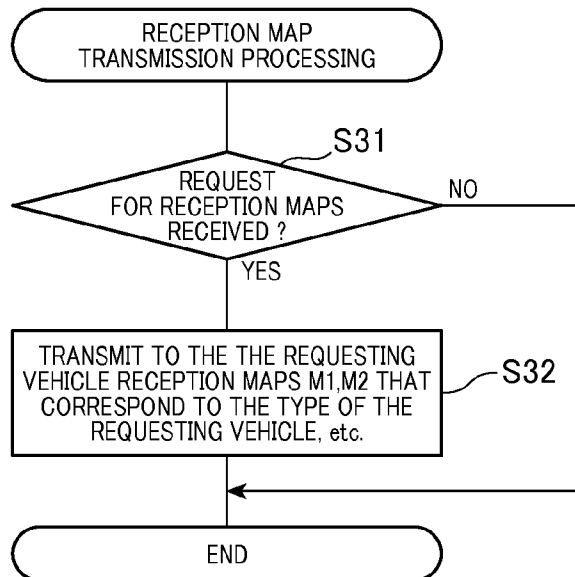 RECEPTION MAP
TRANSMISSION PROCESSING
S31
REQUEST
FOR RECEPTION MAPS
RECEIVED ?
NO
YES
TRANSMIT TO THE THE REQUESTING
VEHICLE RECEPTION MAPS M1,M2 THAT
CORRESPOND TO THE TYPE OF THE
REQUESTING VEHICLE, etc.
S32
END